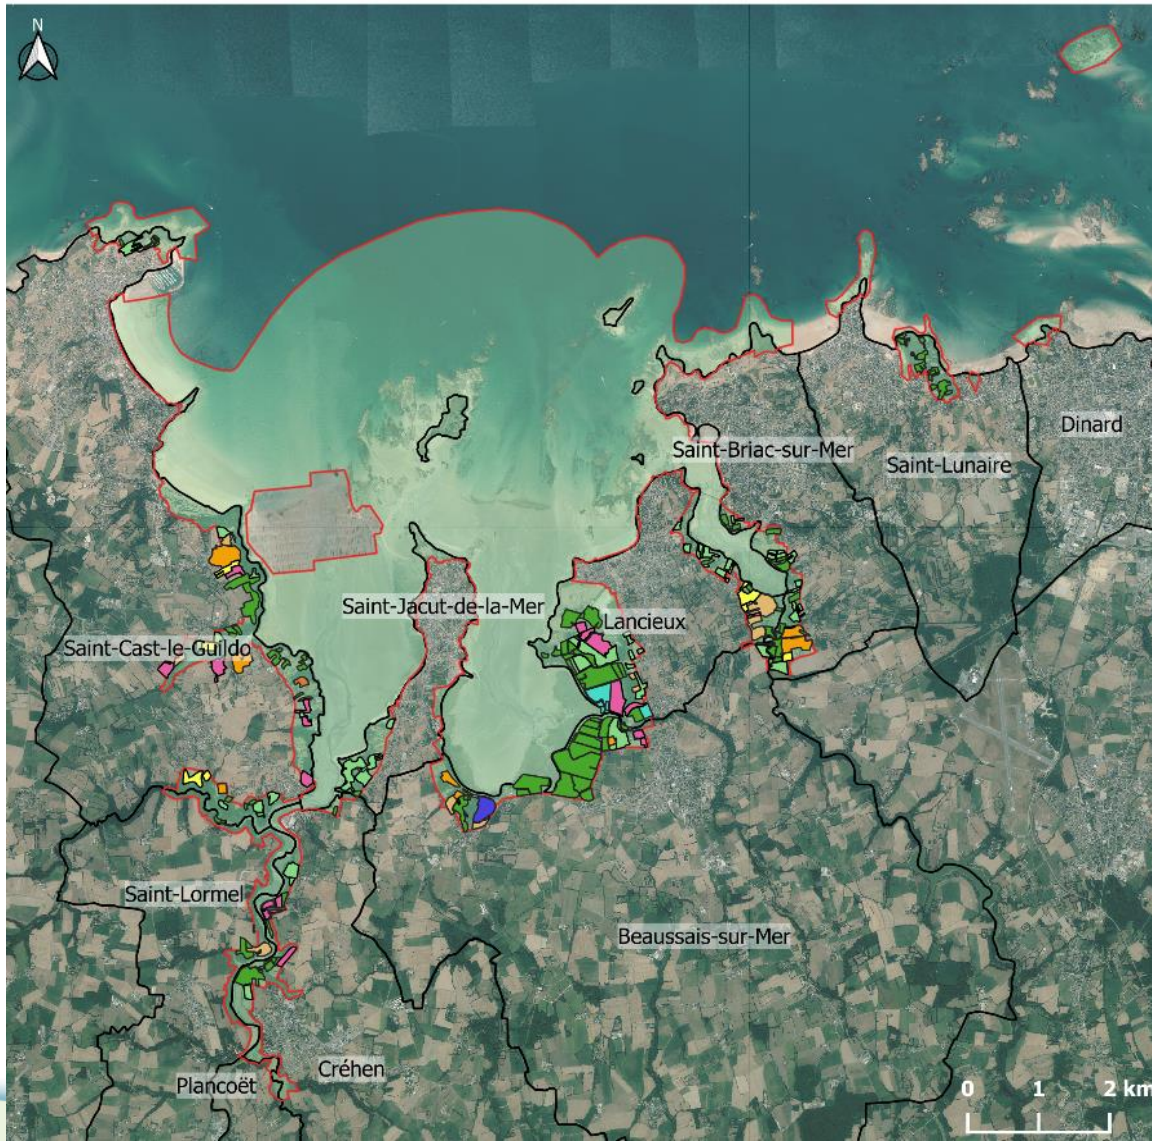 N
Saint-Briac-sur-Mer
Dinard
Saint-Lunaire
Saint-Jacut-de-la-Mer
Lancieux
Saint-Cast-le-Guildo
Saint-Lormel
Beaussais-sur-Mer
Créhen
Plancoët
0 1 2 km